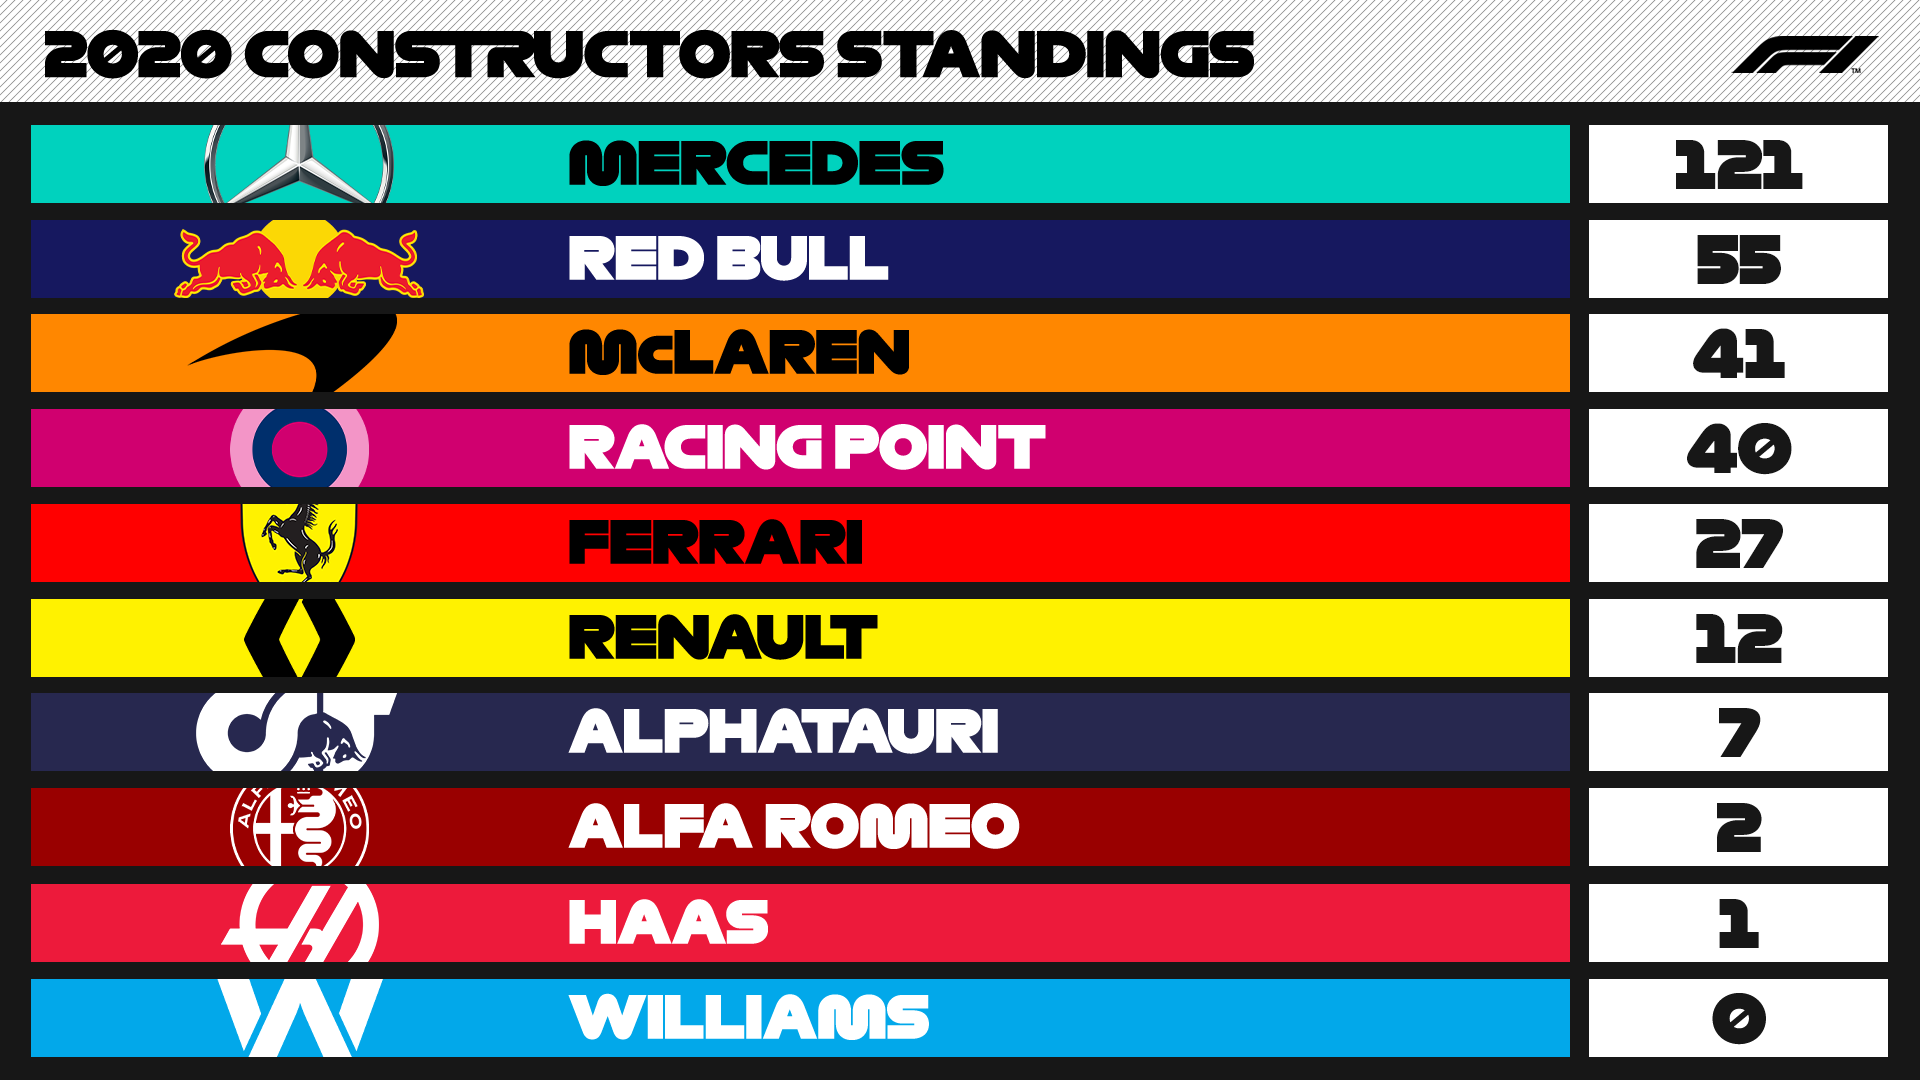 2020 CONSTRUCTORS STANDINGS
F1 TM
MERCEDES 121
RED BULL 55
McLAREN 41
RACING POINT 40
FERRARI 27
RENAULT 12
ALPHATAURI 7
ALFA ROMEO 2
HAAS 1
WILLIAMS 0